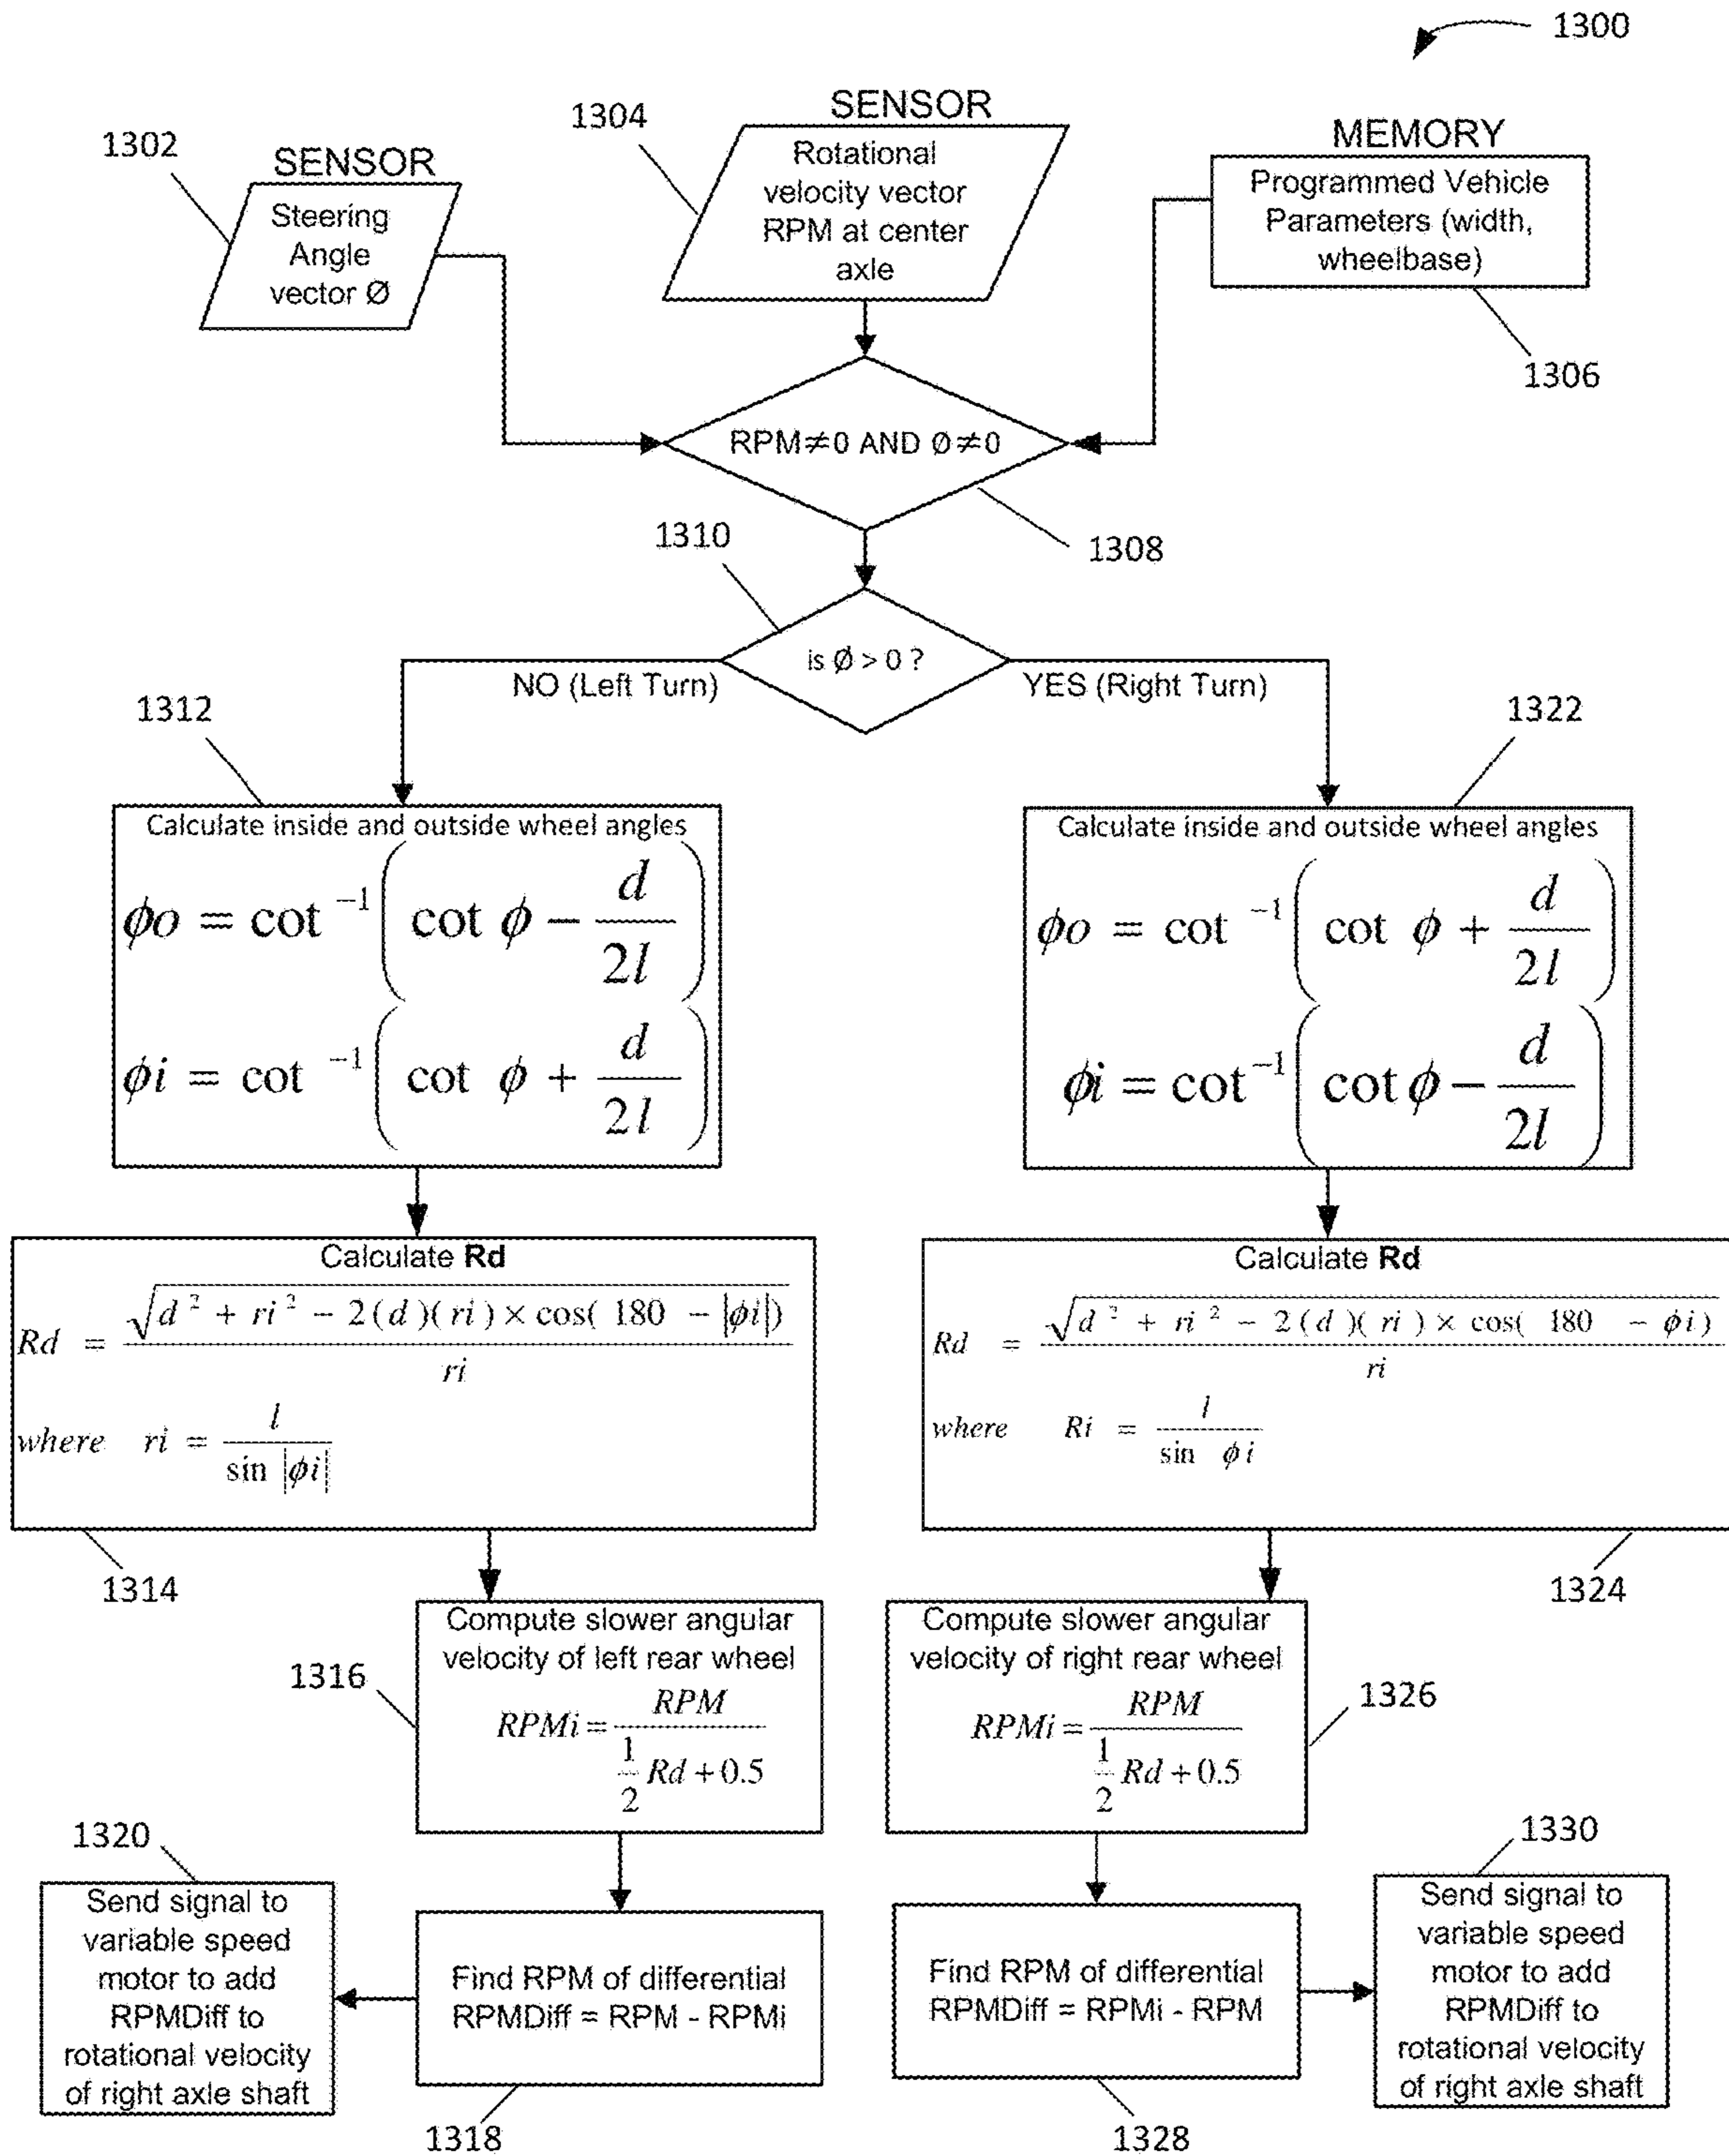 1300
1304
SENSOR
Rotational
velocity vector
RPM at center
axle
1302
SENSOR
Steering
Angle
vector Ø
MEMORY
Programmed Vehicle
Parameters (width,
wheelbase)
1306
RPM≠0 AND Ø≠0
1308
1310
is Ø > 0 ?
NO (Left Turn)
YES (Right Turn)
1312
Calculate inside and outside wheel angles
ϕo = cot⁻¹( cot ϕ − d/2l )
ϕi = cot⁻¹( cot ϕ + d/2l )
1322
Calculate inside and outside wheel angles
ϕo = cot⁻¹( cot ϕ + d/2l )
ϕi = cot⁻¹( cot ϕ − d/2l )
Calculate Rd
Rd = √(d² + ri² − 2(d)(ri) × cos( 180 − |ϕi|)) / ri
where ri = l / sin |ϕi|
1314
Calculate Rd
Rd = √(d² + ri² − 2(d)(ri) × cos( 180 − ϕi)) / ri
where Ri = l / sin ϕi
1324
Compute slower angular
velocity of left rear wheel
RPMi = RPM / (1/2 Rd + 0.5)
1316
Compute slower angular
velocity of right rear wheel
RPMi = RPM / (1/2 Rd + 0.5)
1326
1320
Send signal to
variable speed
motor to add
RPMDiff to
rotational velocity
of right axle shaft
Find RPM of differential
RPMDiff = RPM - RPMi
1318
Find RPM of differential
RPMDiff = RPMi - RPM
1328
1330
Send signal to
variable speed
motor to add
RPMDiff to
rotational velocity
of right axle shaft